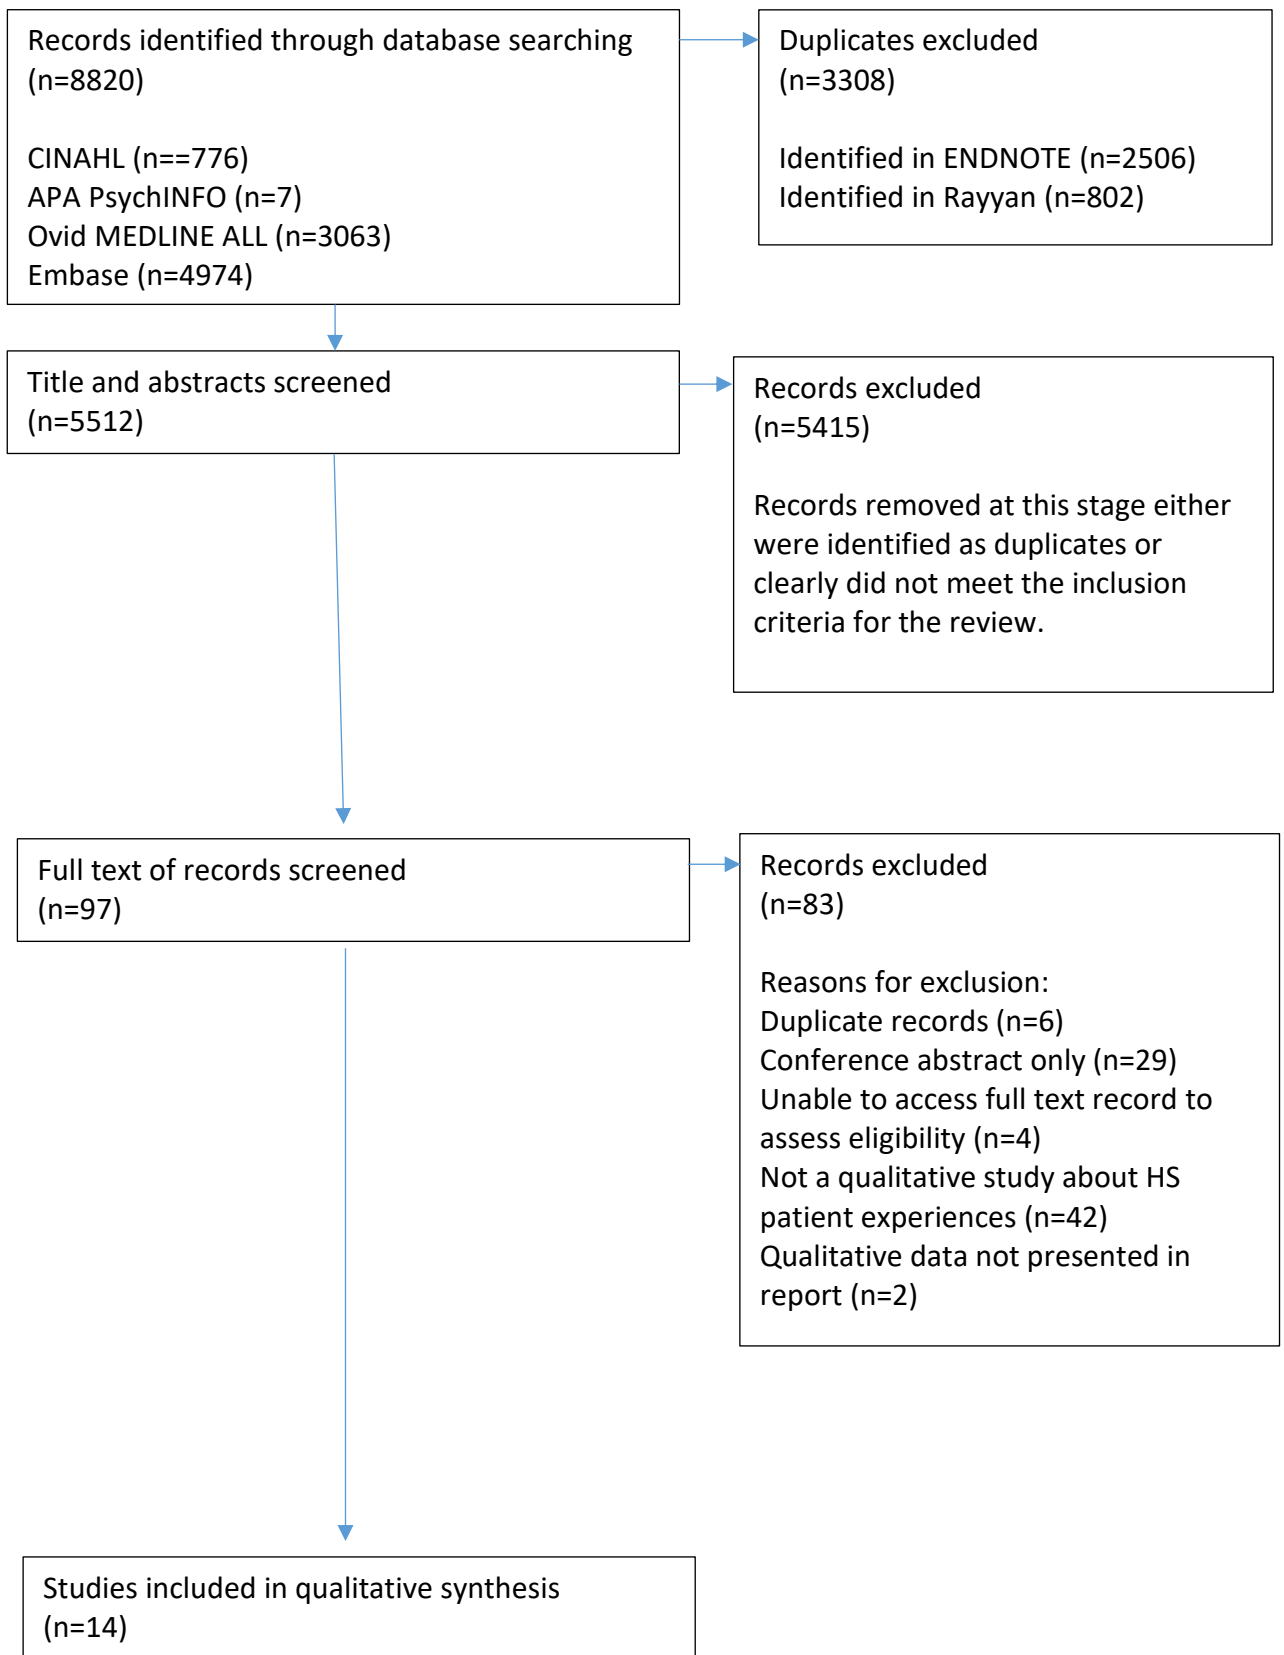 Records identified through database searching
(n=8820)
CINAHL (n==776)
APA PsychINFO (n=7)
Ovid MEDLINE ALL (n=3063)
Embase (n=4974)
Duplicates excluded
(n=3308)
Identified in ENDNOTE (n=2506)
Identified in Rayyan (n=802)
Title and abstracts screened
(n=5512)
Records excluded
(n=5415)
Records removed at this stage either
were identified as duplicates or
clearly did not meet the inclusion
criteria for the review.
Full text of records screened
(n=97)
Records excluded
(n=83)
Reasons for exclusion:
Duplicate records (n=6)
Conference abstract only (n=29)
Unable to access full text record to
assess eligibility (n=4)
Not a qualitative study about HS
patient experiences (n=42)
Qualitative data not presented in
report (n=2)
Studies included in qualitative synthesis
(n=14)